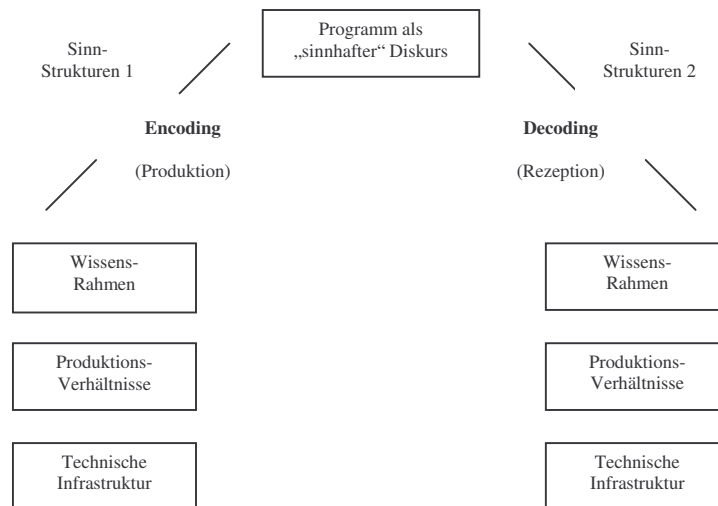 Programm als
„sinnhafter“ Diskurs
Sinn-
Strukturen 1
Sinn-
Strukturen 2
Encoding
Decoding
(Produktion)
(Rezeption)
Wissens-
Rahmen
Wissens-
Rahmen
Produktions-
Verhältnisse
Produktions-
Verhältnisse
Technische
Infrastruktur
Technische
Infrastruktur